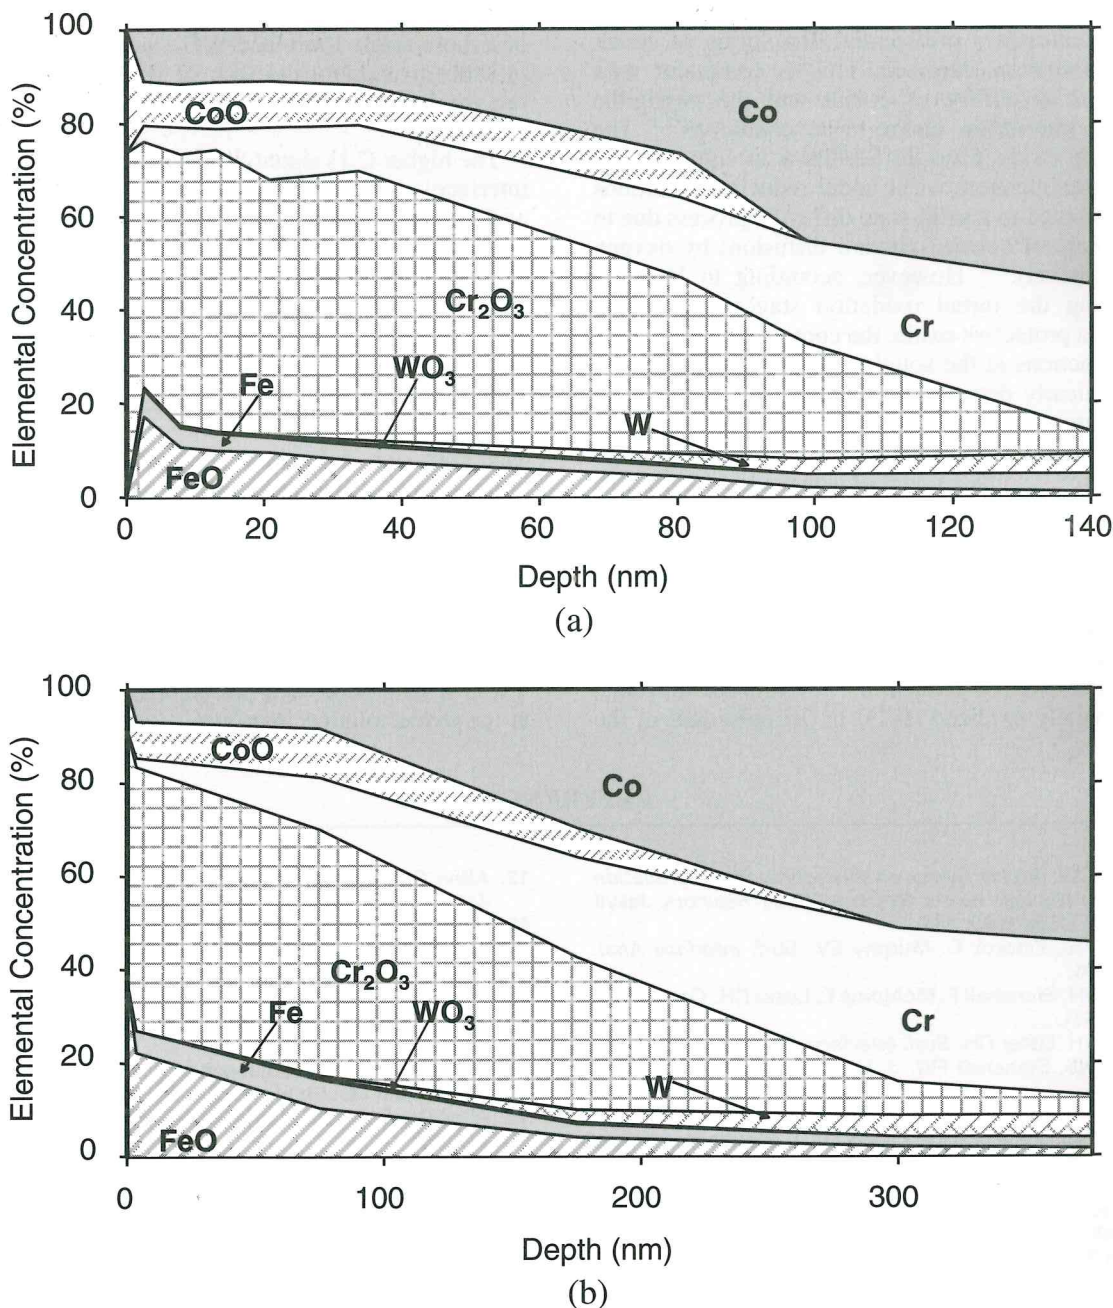 100
80
60
40
20
0
Elemental Concentration (%)
CoO
Co
Cr₂O₃
Cr
WO₃
Fe
W
FeO
0 20 40 60 80 100 120 140
Depth (nm)
(a)
100
80
60
40
20
0
Elemental Concentration (%)
CoO
Co
Cr₂O₃
Fe
WO₃
Cr
W
FeO
0 100 200 300
Depth (nm)
(b)